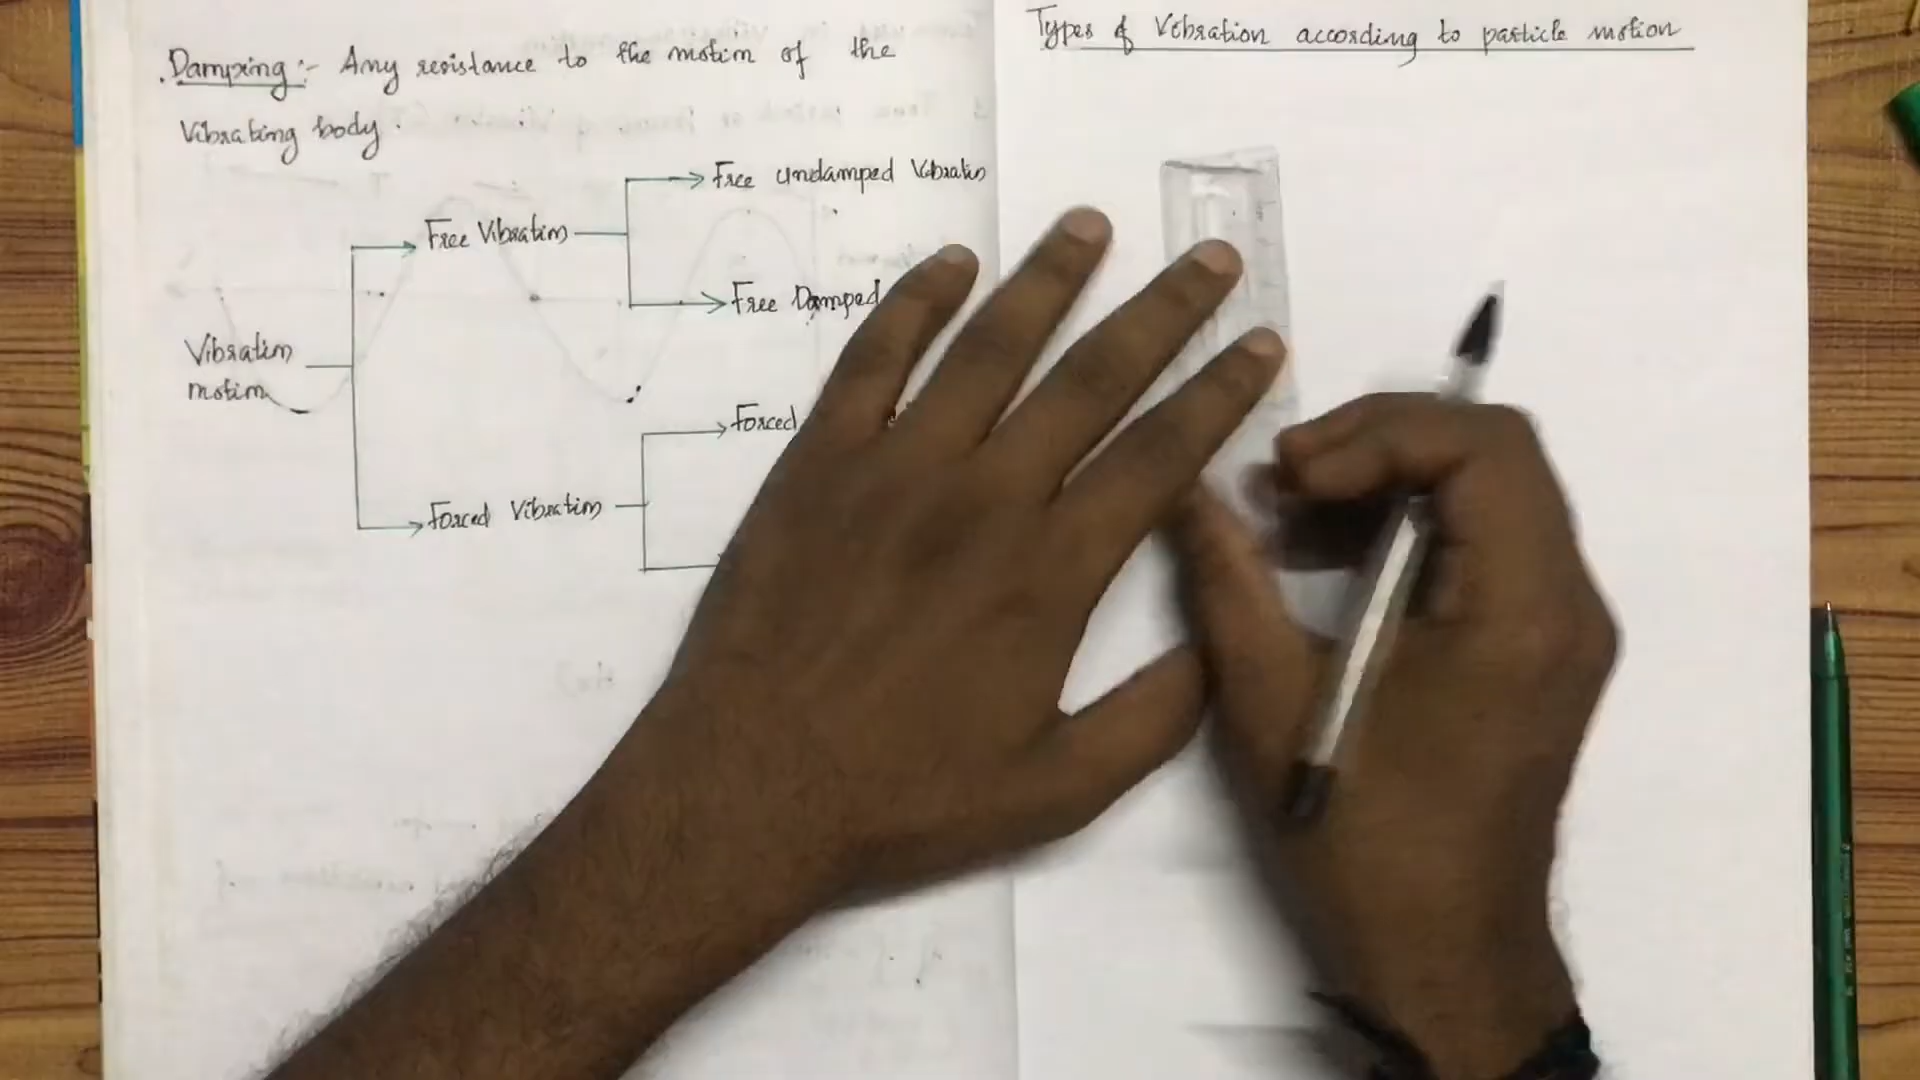 Damping :- Any resistance to the motion of the
Vibrating body.
Free Undamped Vibration
Free Vibration
Free Damped
Vibration
motion
Forced
Forced Vibration
Types of Vibration according to particle motion